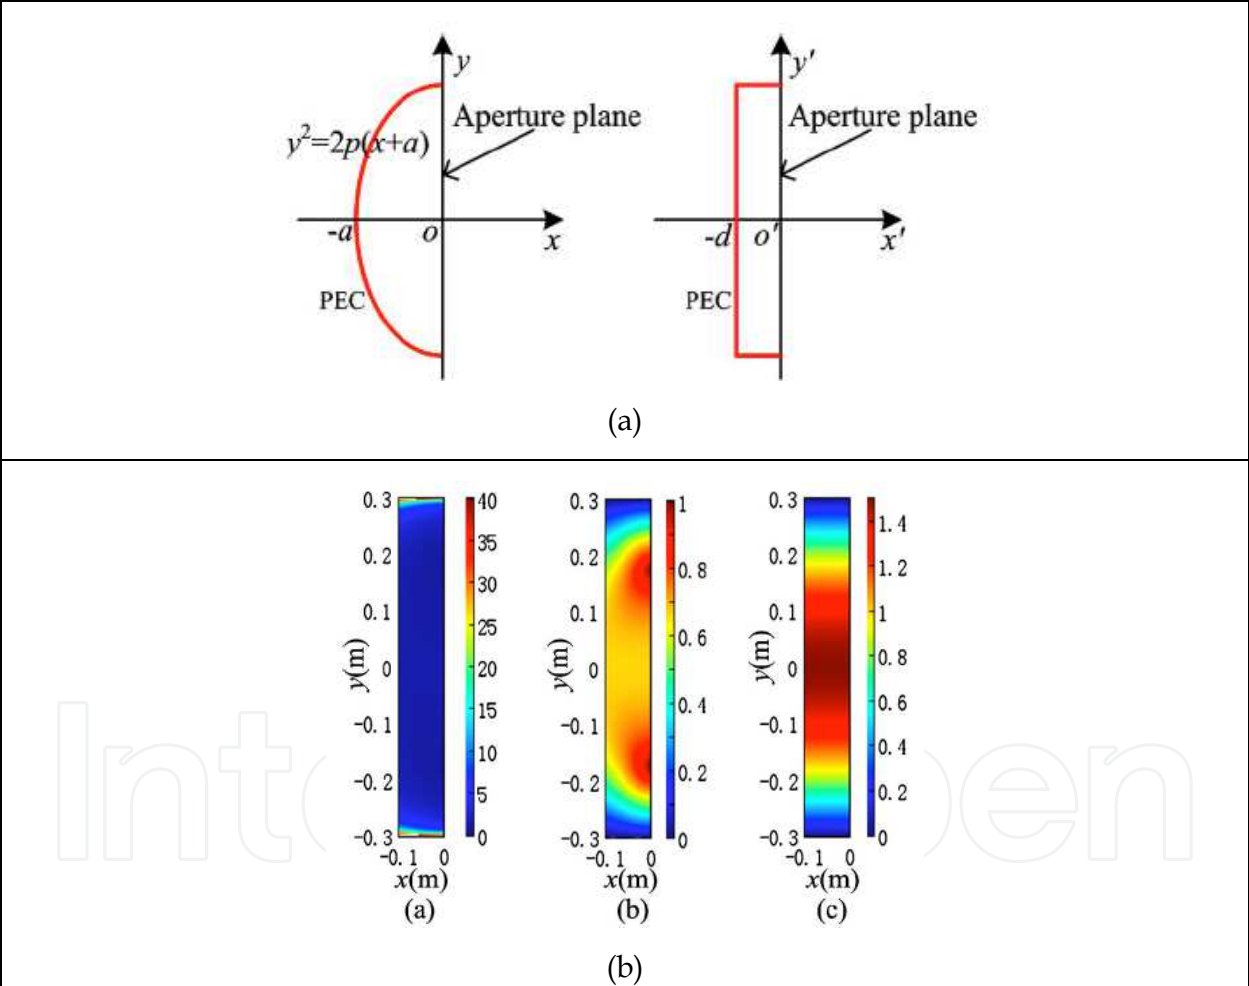 y
y'
Aperture plane
Aperture plane
y²=2p(x+a)
-a
o
x
-d
o'
x'
PEC
PEC
(a)
0.3
0.2
0.1
0
-0.1
-0.2
-0.3
y(m)
-0.1 0
x(m)
(a)
40
35
30
25
20
15
10
5
0
0.3
0.2
0.1
0
-0.1
-0.2
-0.3
y(m)
-0.1 0
x(m)
(b)
1
0.8
0.6
0.4
0.2
0
0.3
0.2
0.1
0
-0.1
-0.2
-0.3
y(m)
-0.1 0
x(m)
(c)
1.4
1.2
1
0.8
0.6
0.4
0.2
0
(b)